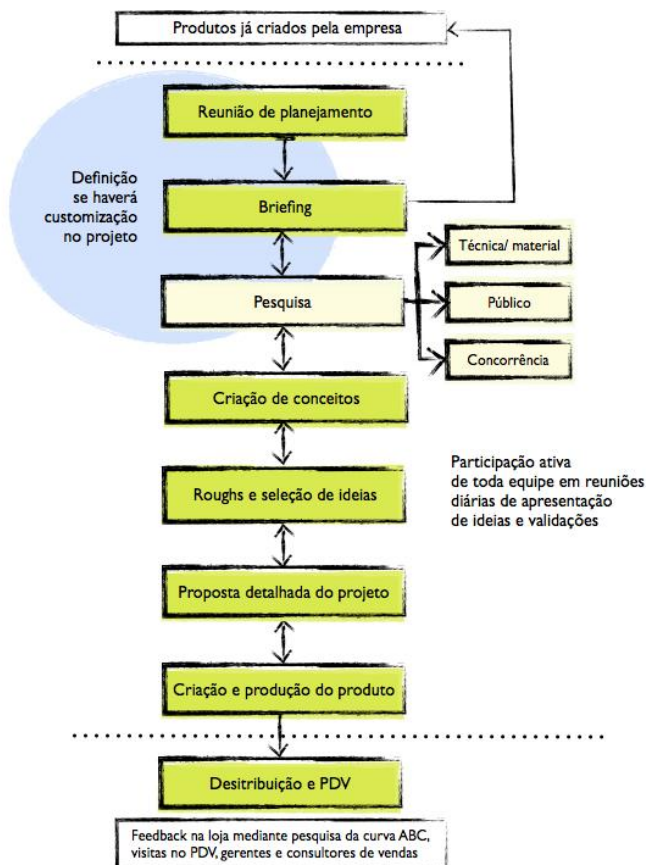 Produtos já criados pela empresa
Reunião de planejamento
Definição
se haverá
customização
no projeto
Briefing
Técnica/ material
Pesquisa
Público
Concorrência
Criação de conceitos
Participação ativa
de toda equipe em reuniões
diárias de apresentação
de ideias e validações
Roughs e seleção de ideias
Proposta detalhada do projeto
Criação e produção do produto
Desitribuição e PDV
Feedback na loja mediante pesquisa da curva ABC,
visitas no PDV, gerentes e consultores de vendas